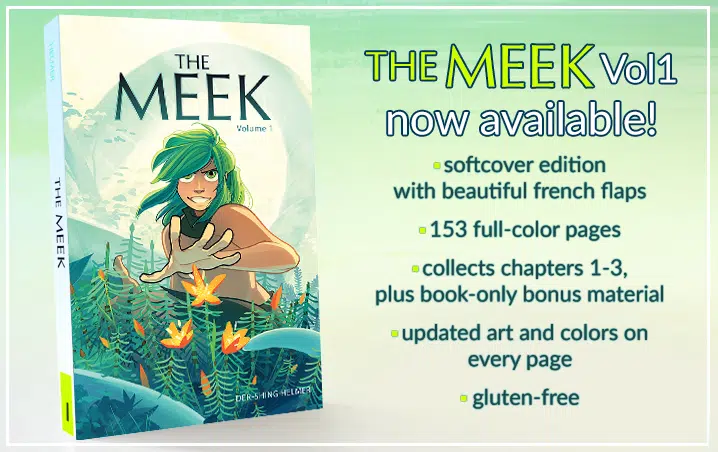 THE
MEEK
Volume 1
THE MEEK
I
DER-SHING HELMER
THE MEEK Vol1
now available!
softcover edition
with beautiful french flaps
153 full-color pages
collects chapters 1-3,
plus book-only bonus material
updated art and colors on
every page
gluten-free